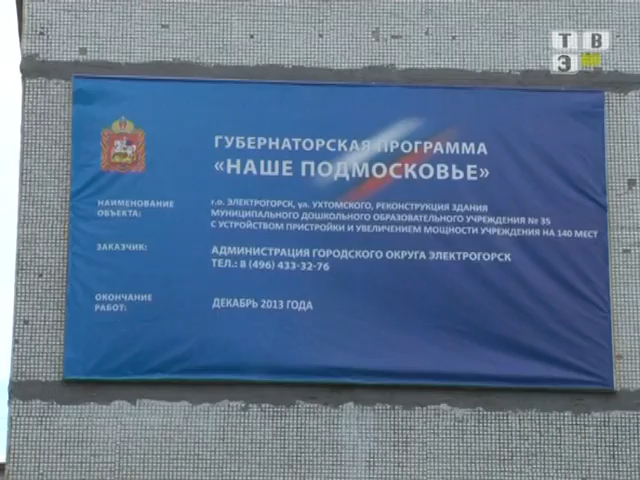 ТВ
Э
ГУБЕРНАТОРСКАЯ ПРОГРАММА
«НАШЕ ПОДМОСКОВЬЕ»
НАИМЕНОВАНИЕ
ОБЪЕКТА:
г.о. ЭЛЕКТРОГОРСК, ул. УХТОМСКОГО, РЕКОНСТРУКЦИЯ ЗДАНИЯ
МУНИЦИПАЛЬНОГО ДОШКОЛЬНОГО ОБРАЗОВАТЕЛЬНОГО УЧРЕЖДЕНИЯ № 35
С УСТРОЙСТВОМ ПРИСТРОЙКИ И УВЕЛИЧЕНИЕМ МОЩНОСТИ УЧРЕЖДЕНИЯ НА 140 МЕСТ
ЗАКАЗЧИК:
АДМИНИСТРАЦИЯ ГОРОДСКОГО ОКРУГА ЭЛЕКТРОГОРСК
ТЕЛ.: 8 (496) 433-32-76
ОКОНЧАНИЕ
РАБОТ:
ДЕКАБРЬ 2013 ГОДА